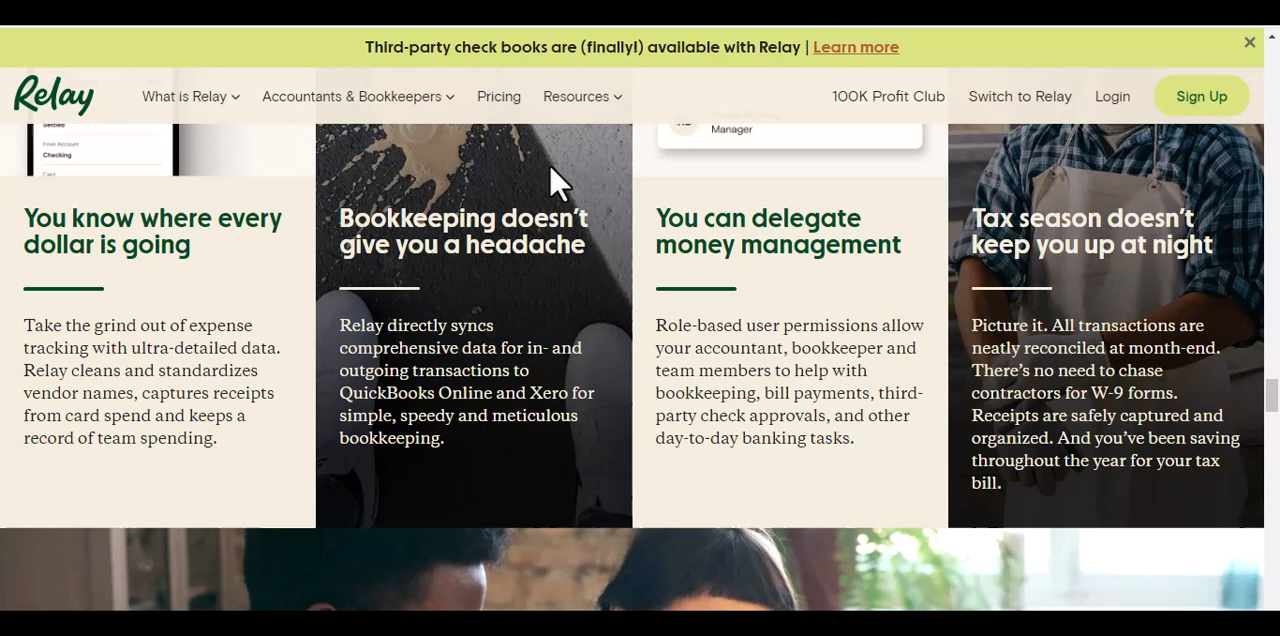 Third-party check books are (finally!) available with Relay | Learn more
Relay
What is Relay
Accountants & Bookkeepers
Pricing
Resources
100K Profit Club
Switch to Relay
Login
Sign Up
Settled
From Account
Checking
Card
Manager
You know where every
dollar is going
Take the grind out of expense
tracking with ultra-detailed data.
Relay cleans and standardizes
vendor names, captures receipts
from card spend and keeps a
record of team spending.
Bookkeeping doesn't
give you a headache
Relay directly syncs
comprehensive data for in- and
outgoing transactions to
QuickBooks Online and Xero for
simple, speedy and meticulous
bookkeeping.
You can delegate
money management
Role-based user permissions allow
your accountant, bookkeeper and
team members to help with
bookkeeping, bill payments, third-
party check approvals, and other
day-to-day banking tasks.
Tax season doesn't
keep you up at night
Picture it. All transactions are
neatly reconciled at month-end.
There's no need to chase
contractors for W-9 forms.
Receipts are safely captured and
organized. And you've been saving
throughout the year for your tax
bill.